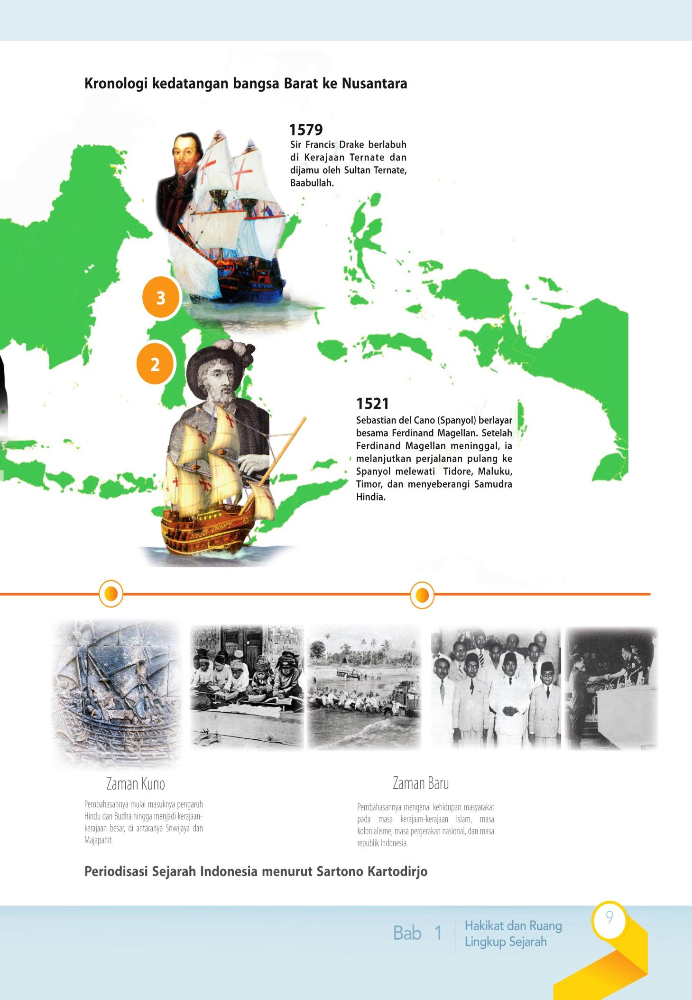 Kronologi kedatangan bangsa Barat ke Nusantara
1579
Sir Francis Drake berlabuh
di Kerajaan Ternate dan
dijamu oleh Sultan Ternate,
Baabullah.
3
2
1521
Sebastian del Cano (Spanyol) berlayar
besama Ferdinand Magellan. Setelah
Ferdinand Magellan meninggal, ia
melanjutkan perjalanan pulang ke
Spanyol melewati Tidore, Maluku,
Timor, dan menyeberangi Samudra
Hindia.
Victory
Zaman Kuno
Pembahasannya mulai masuknya pengaruh
Hindu dan Budha hingga menjadi kerajaan-
kerajaan besar, di antaranya Sriwijaya dan
Majapahit.
Zaman Baru
Pembahasannya mengenai kehidupan masyarakat
pada masa kerajaan-kerajaan Islam, masa
kolonialisme, masa pergerakan nasional, dan masa
republik Indonesia.
Periodisasi Sejarah Indonesia menurut Sartono Kartodirjo
Bab 1
Hakikat dan Ruang
Lingkup Sejarah
9